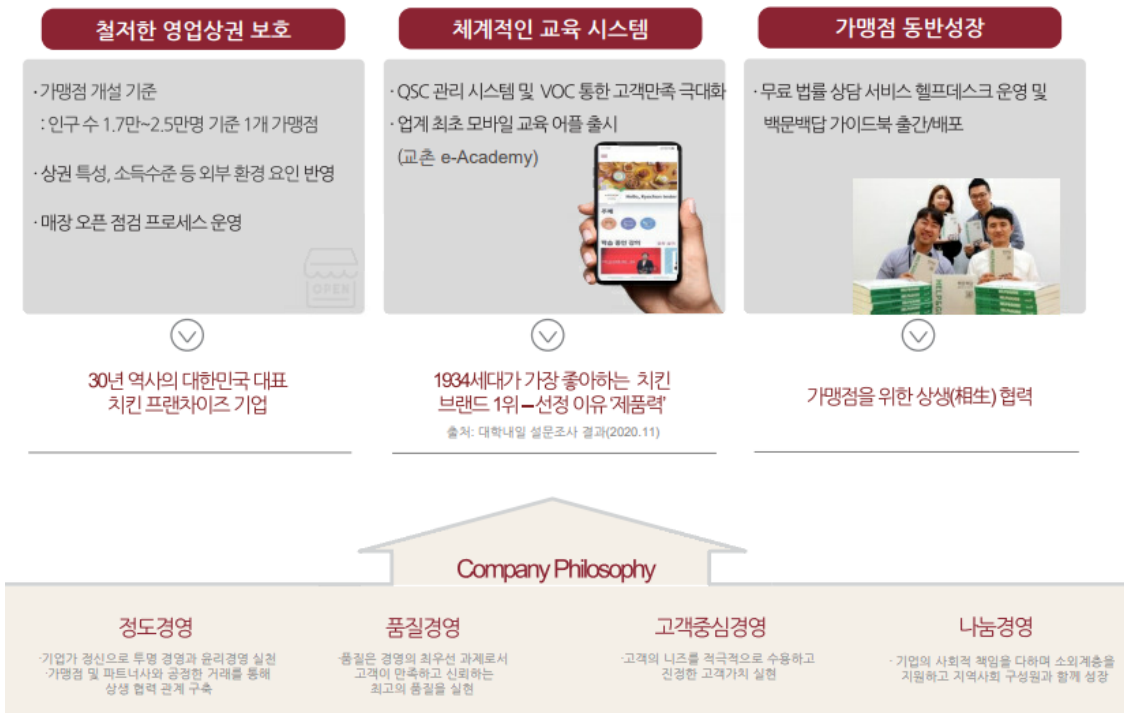 철저한 영업상권 보호
· 가맹점 개설 기준
: 인구 수 1.7만~2.5만명 기준 1개 가맹점
· 상권 특성, 소득수준 등 외부 환경 요인 반영
· 매장 오픈 점검 프로세스 운영
OPEN
30년 역사의 대한민국 대표
치킨 프랜차이즈 기업
체계적인 교육 시스템
· QSC 관리 시스템 및 VOC 통한 고객만족 극대화
· 업계 최초 모바일 교육 어플 출시
(교촌 e-Academy)
주제
학습 중인 강의
1934세대가 가장 좋아하는 치킨
브랜드 1위 – 선정 이유 '제품력'
출처: 대학내일 설문조사 결과(2020.11)
가맹점 동반성장
· 무료 법률 상담 서비스 헬프데스크 운영 및
백문백답 가이드북 출간/배포
가맹점을 위한 상생(相生) 협력
Company Philosophy
정도경영
·기업가 정신으로 투명 경영과 윤리경영 실천
·가맹점 및 파트너사와 공정한 거래를 통해
상생 협력 관계 구축
품질경영
·품질은 경영의 최우선 과제로서
고객이 만족하고 신뢰하는
최고의 품질을 실현
고객중심경영
·고객의 니즈를 적극적으로 수용하고
진정한 고객가치 실현
나눔경영
· 기업의 사회적 책임을 다하며 소외계층을
지원하고 지역사회 구성원과 함께 성장